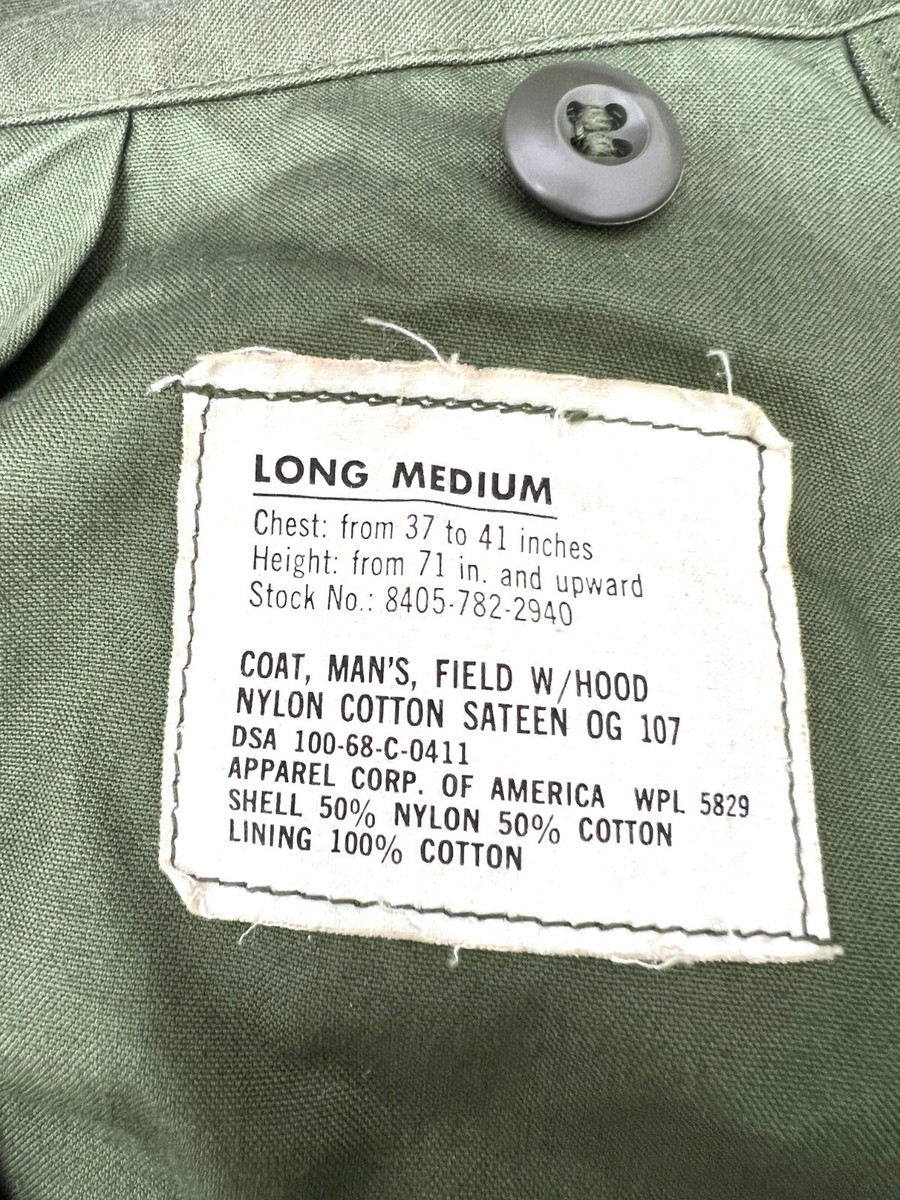 LONG MEDIUM
Chest: from 37 to 41 inches
Height: from 71 in. and upward
Stock No.: 8405-782-2940
COAT, MAN'S, FIELD W/HOOD
NYLON COTTON SATEEN OG 107
DSA 100-68-C-0411
APPAREL CORP. OF AMERICA WPL 5829
SHELL 50% NYLON 50% COTTON
LINING 100% COTTON